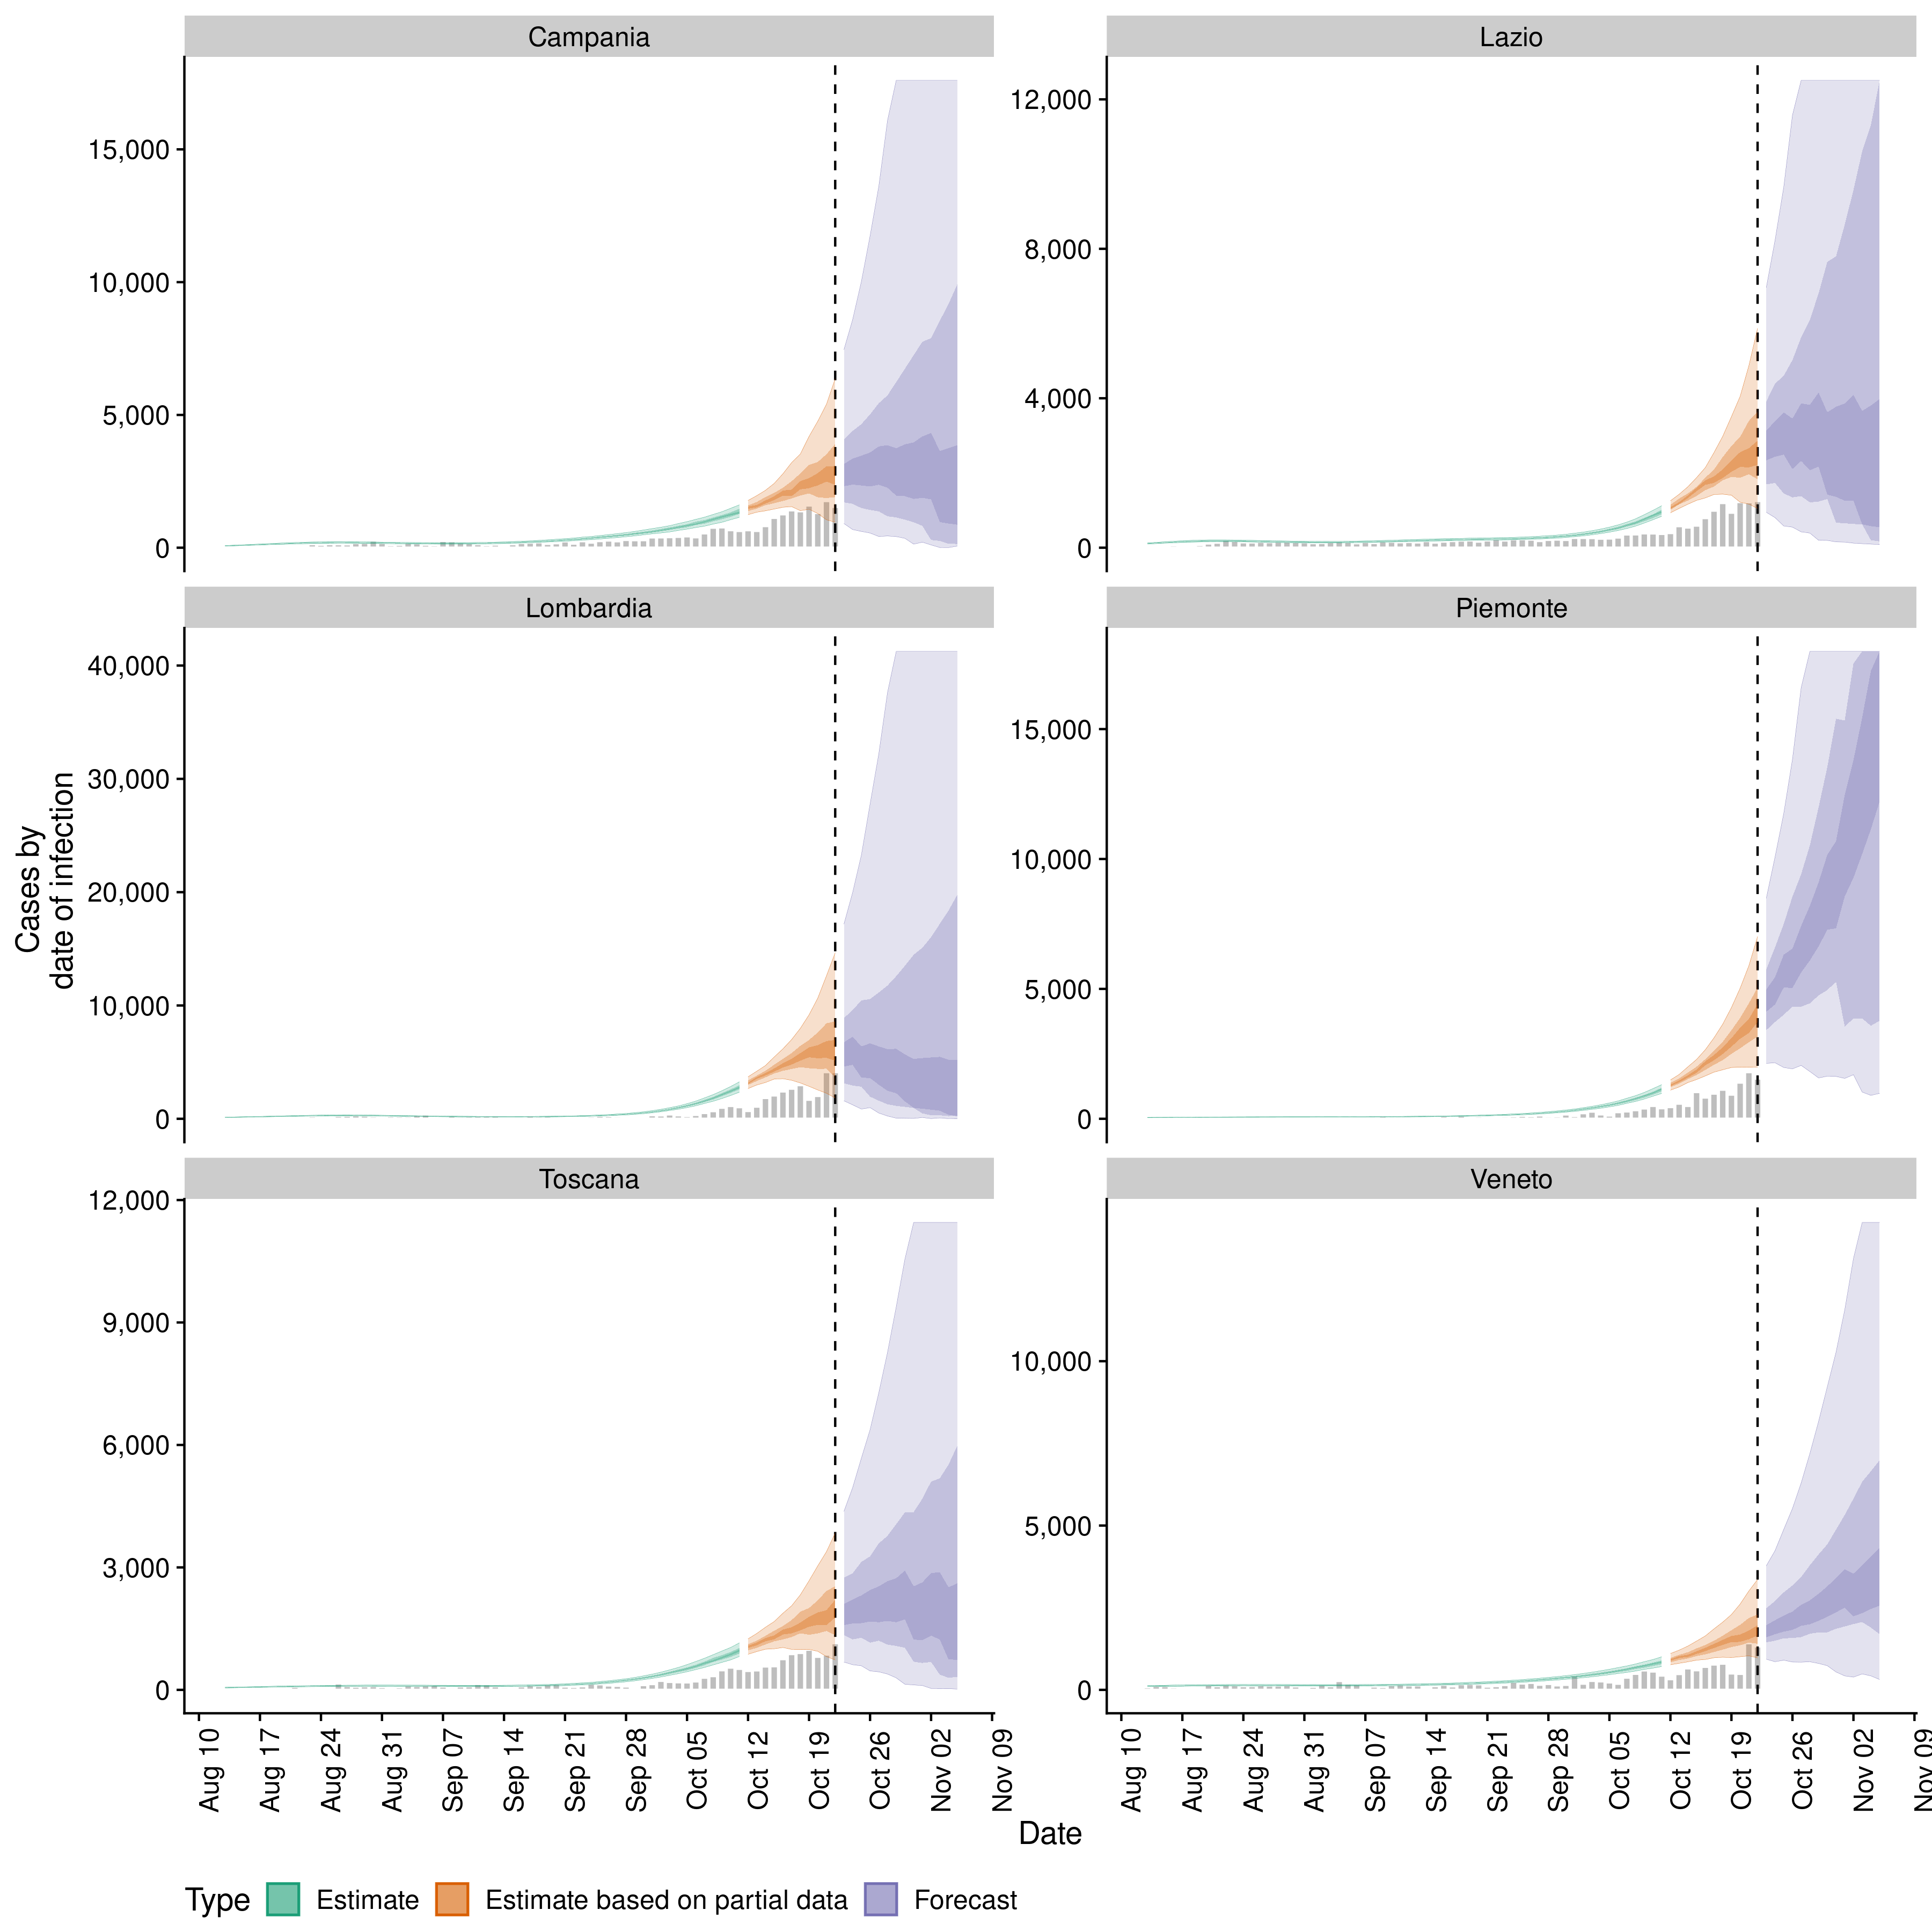 Campania
Lazio
15,000
10,000
5,000
0
12,000
8,000
4,000
0
Lombardia
Piemonte
40,000
30,000
20,000
10,000
0
15,000
10,000
5,000
0
Cases by
date of infection
Toscana
Veneto
12,000
9,000
6,000
3,000
0
10,000
5,000
0
Aug 10 Aug 17 Aug 24 Aug 31 Sep 07 Sep 14 Sep 21 Sep 28 Oct 05 Oct 12 Oct 19 Oct 26 Nov 02 Nov 09
Aug 10 Aug 17 Aug 24 Aug 31 Sep 07 Sep 14 Sep 21 Sep 28 Oct 05 Oct 12 Oct 19 Oct 26 Nov 02 Nov 09
Date
Type Estimate Estimate based on partial data Forecast